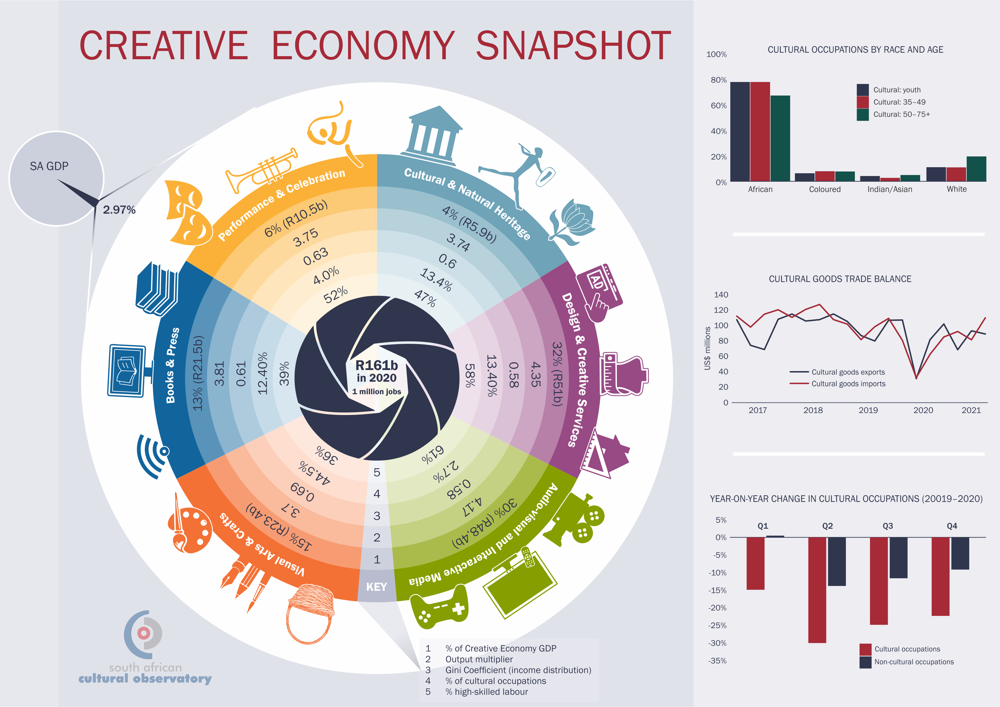 CREATIVE ECONOMY SNAPSHOT
SA GDP
2.97%
Performance & Celebration
6% (R10.5b)
3.75
0.63
4.0%
52%
Cultural & Natural Heritage
4% (R5.9b)
3.74
0.6
13.4%
47%
Design & Creative Services
32% (R51b)
4.35
0.58
13.40%
58%
Audio-visual and Interactive Media
30% (R48.4b)
4.17
0.58
2.7%
61%
Visual Arts & Crafts
15% (R23.4b)
3.7
0.69
44.5%
36%
Books & Press
13% (R21.5b)
3.81
0.61
12.40%
39%
AD
R161b
in 2020
1 million jobs
5
4
3
2
1
KEY
1 % of Creative Economy GDP
2 Output multiplier
3 Gini Coefficient (income distribution)
4 % of cultural occupations
5 % high-skilled labour
south african
cultural observatory
CULTURAL OCCUPATIONS BY RACE AND AGE
100%
80%
60%
40%
20%
0%
Cultural: youth
Cultural: 35–49
Cultural: 50–75+
African Coloured Indian/Asian White
CULTURAL GOODS TRADE BALANCE
US$ millions
140
120
100
80
60
40
20
0
Cultural goods exports
Cultural goods imports
2017 2018 2019 2020 2021
YEAR-ON-YEAR CHANGE IN CULTURAL OCCUPATIONS (20019–2020)
5%
0%
-5%
-10%
-15%
-20%
-25%
-30%
-35%
Q1 Q2 Q3 Q4
Cultural occupations
Non-cultural occupations